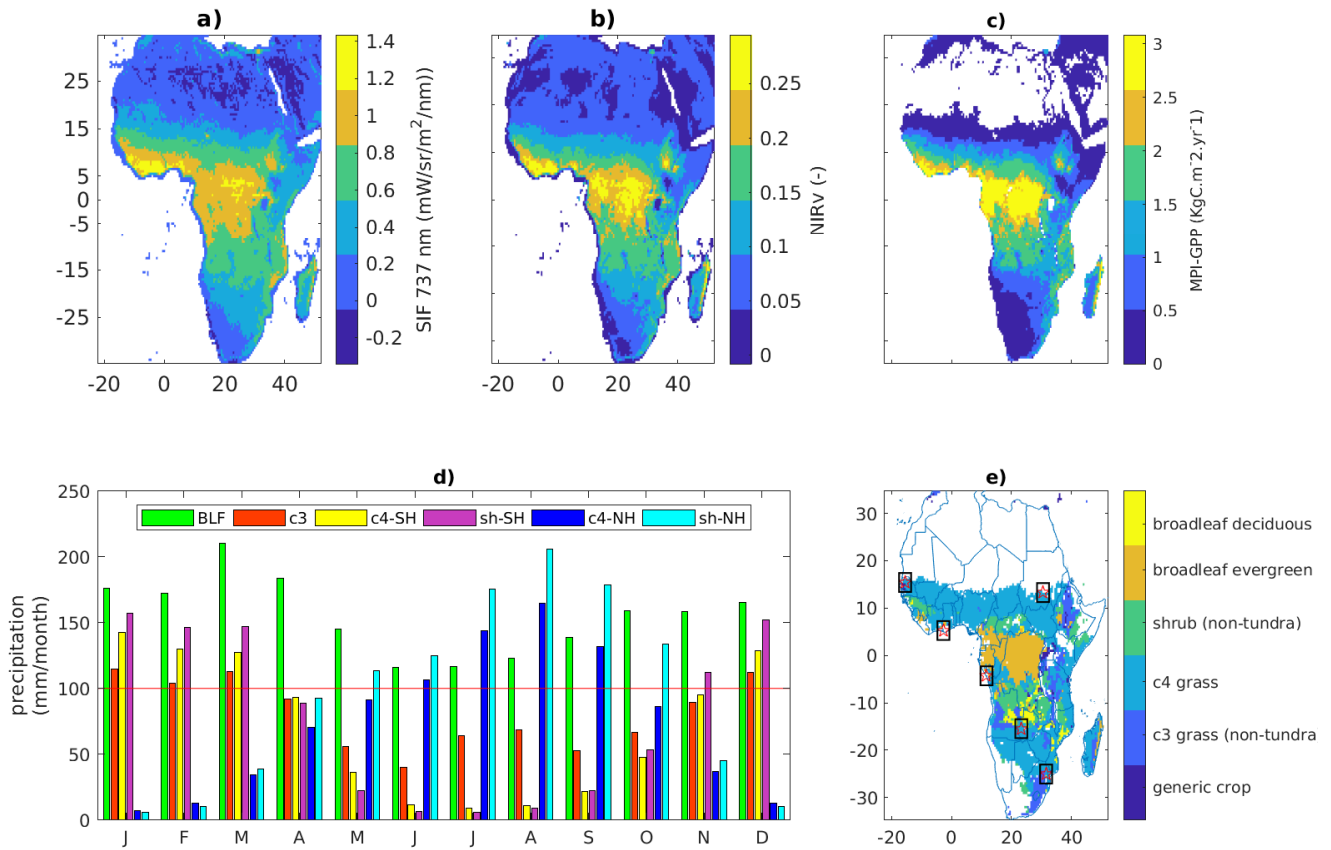 a)
b)
c)
25
15
5
0
-5
-15
-25
-20
0
20
40
1.4
1.2
1
0.8
0.6
0.4
0.2
0
-0.2
SIF 737 nm (mW/sr/m²/nm))
-20
0
20
40
0.25
0.2
0.15
0.1
0.05
0
NIRv (-)
3
2.5
2
1.5
1
0.5
0
MPI-GPP (KgC.m⁻2.yr⁻1)
d)
250
200
150
100
50
0
precipitation
(mm/month)
BLF c3 c4-SH sh-SH c4-NH sh-NH
J F M A M J J A S O N D
e)
30
20
10
0
-10
-20
-30
-20 0 20 40
broadleaf deciduous
broadleaf evergreen
shrub (non-tundra)
c4 grass
c3 grass (non-tundra
generic crop